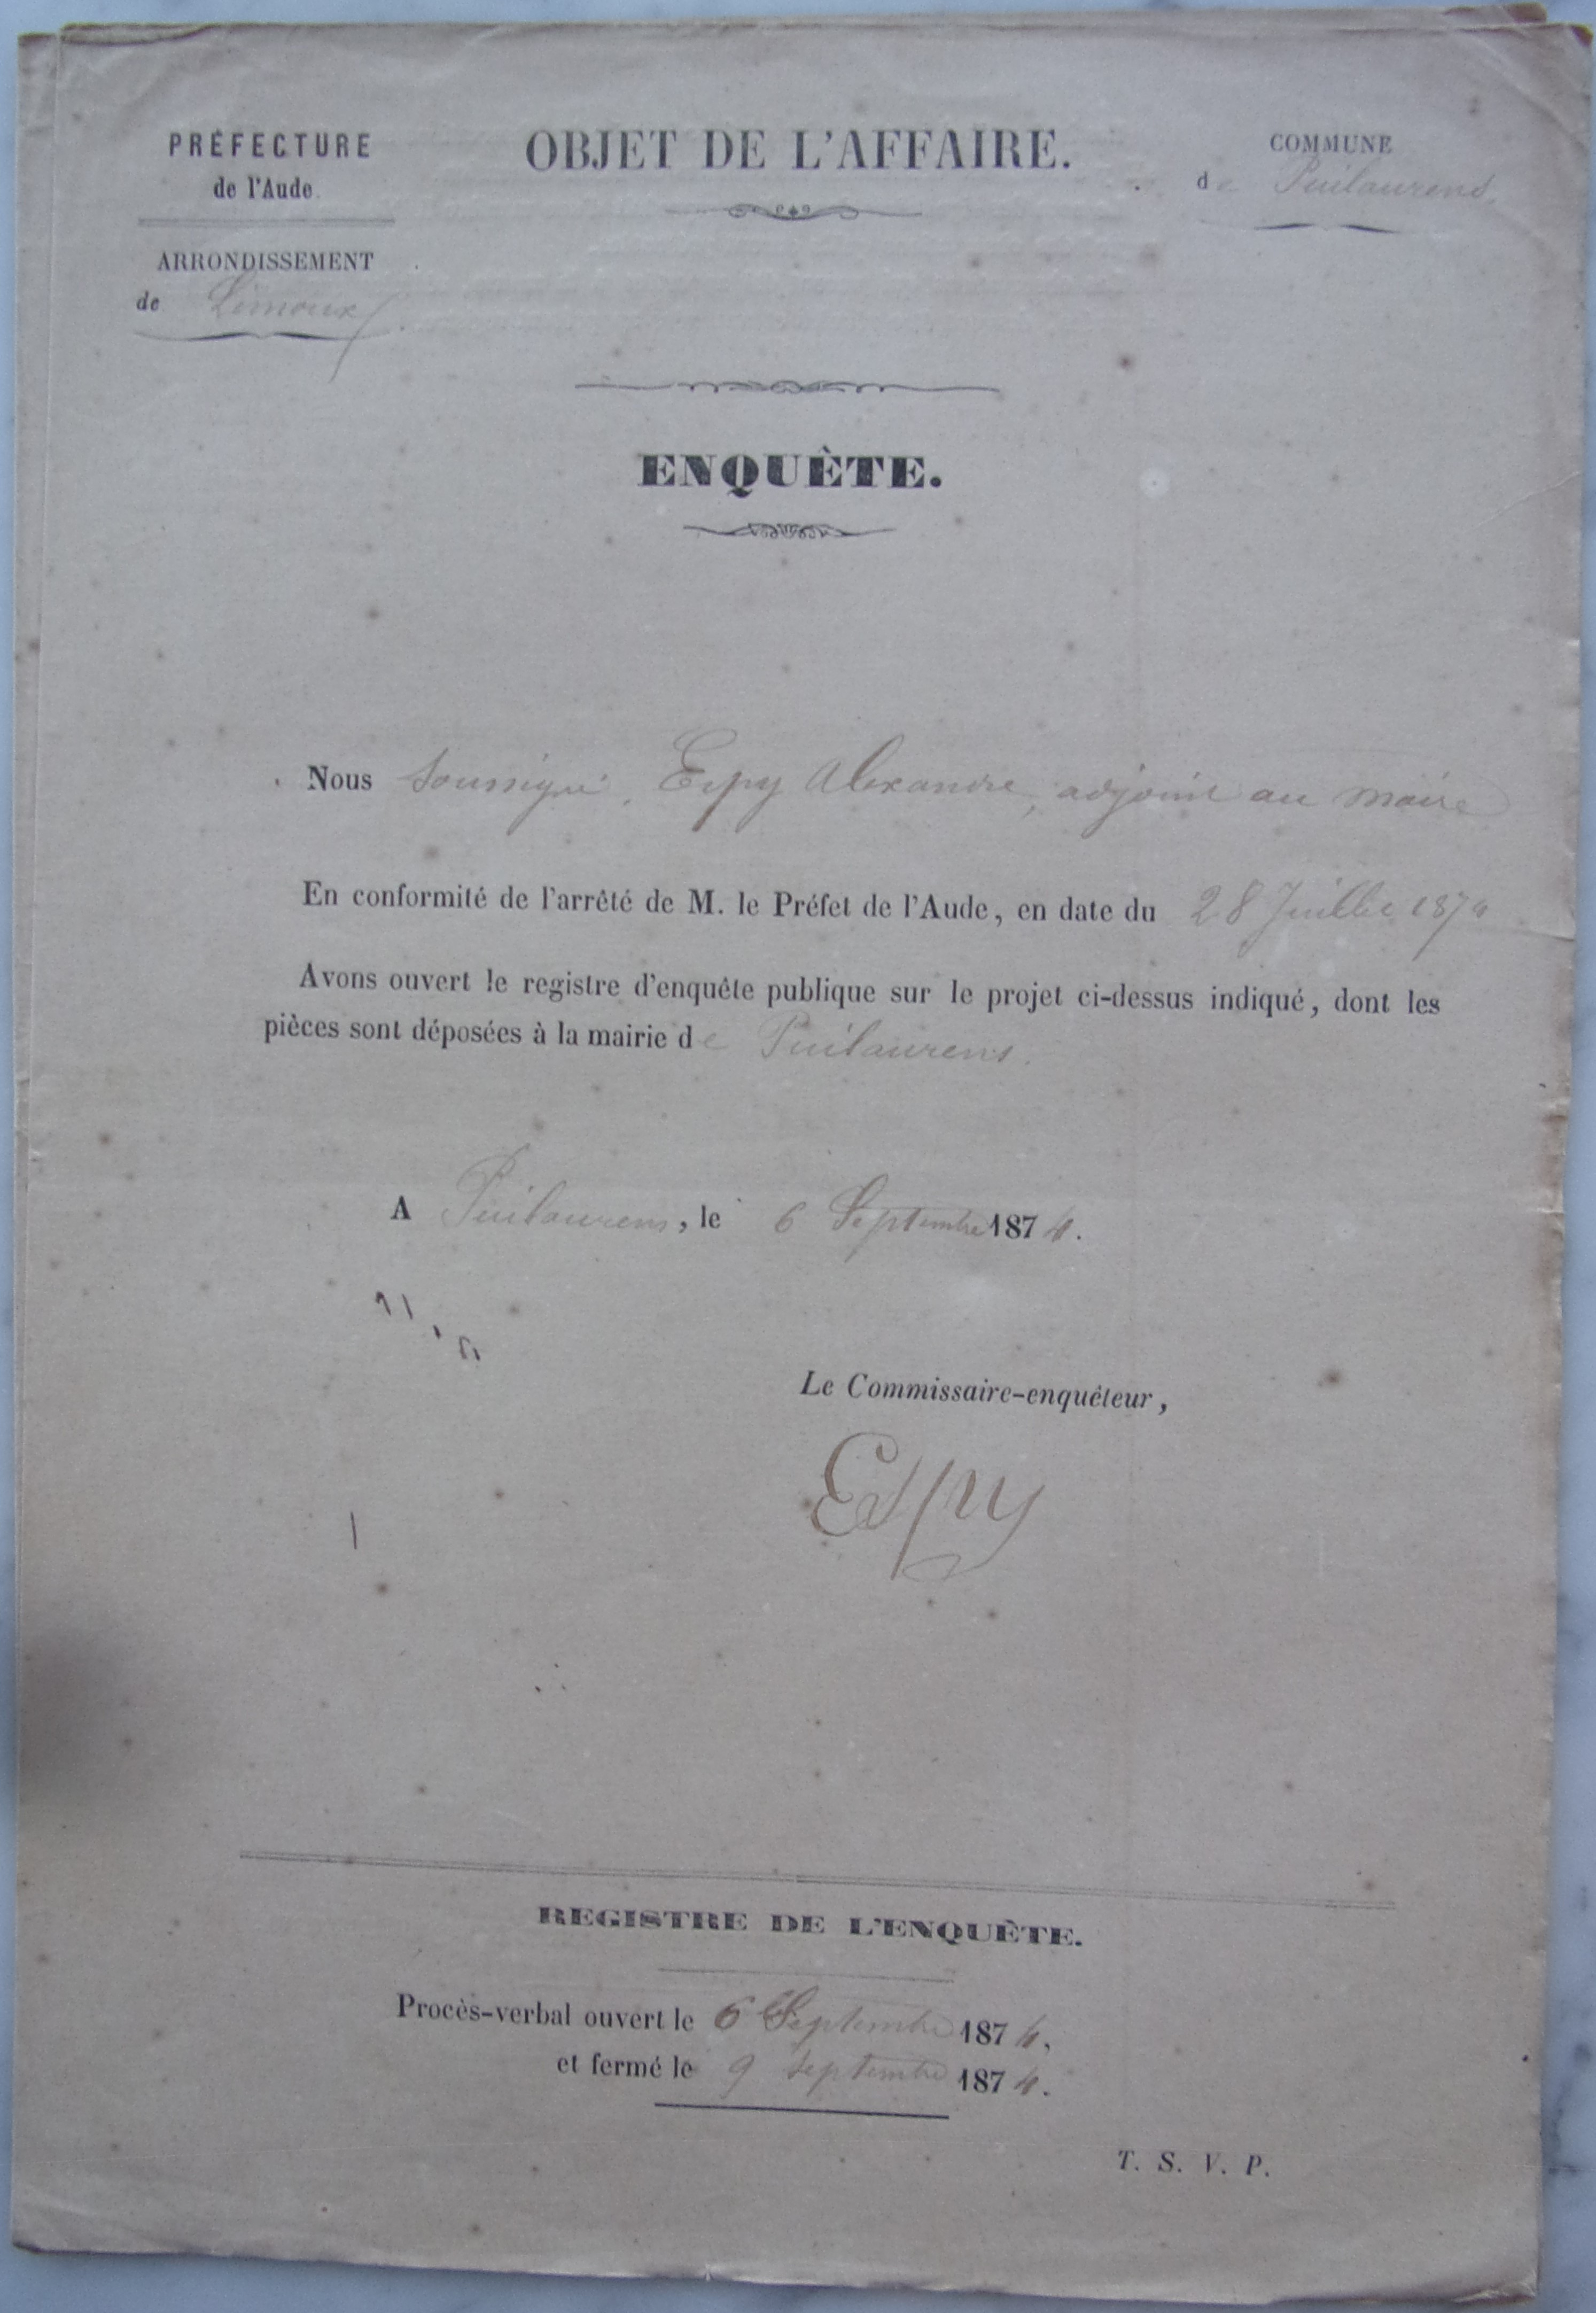 PRÉFECTURE
de l'Aude
ARRONDISSEMENT
de Limoux
OBJET DE L'AFFAIRE.
COMMUNE
de Puilaurens
ENQUÈTE.
Nous soussigné, Espy Alexandre, adjoint au maire
En conformité de l'arrêté de M. le Préfet de l'Aude, en date du 28 Juillet 1874
Avons ouvert le registre d'enquête publique sur le projet ci-dessus indiqué, dont les
pièces sont déposées à la mairie de Puilaurens.
A Puilaurens, le 6 Septembre 1874.
Le Commissaire-enquêteur,
Espy
REGISTRE DE L'ENQUÈTE.
Procès-verbal ouvert le 6 Septembre 1874,
et fermé le 9 Septembre 1874.
T. S. V. P.